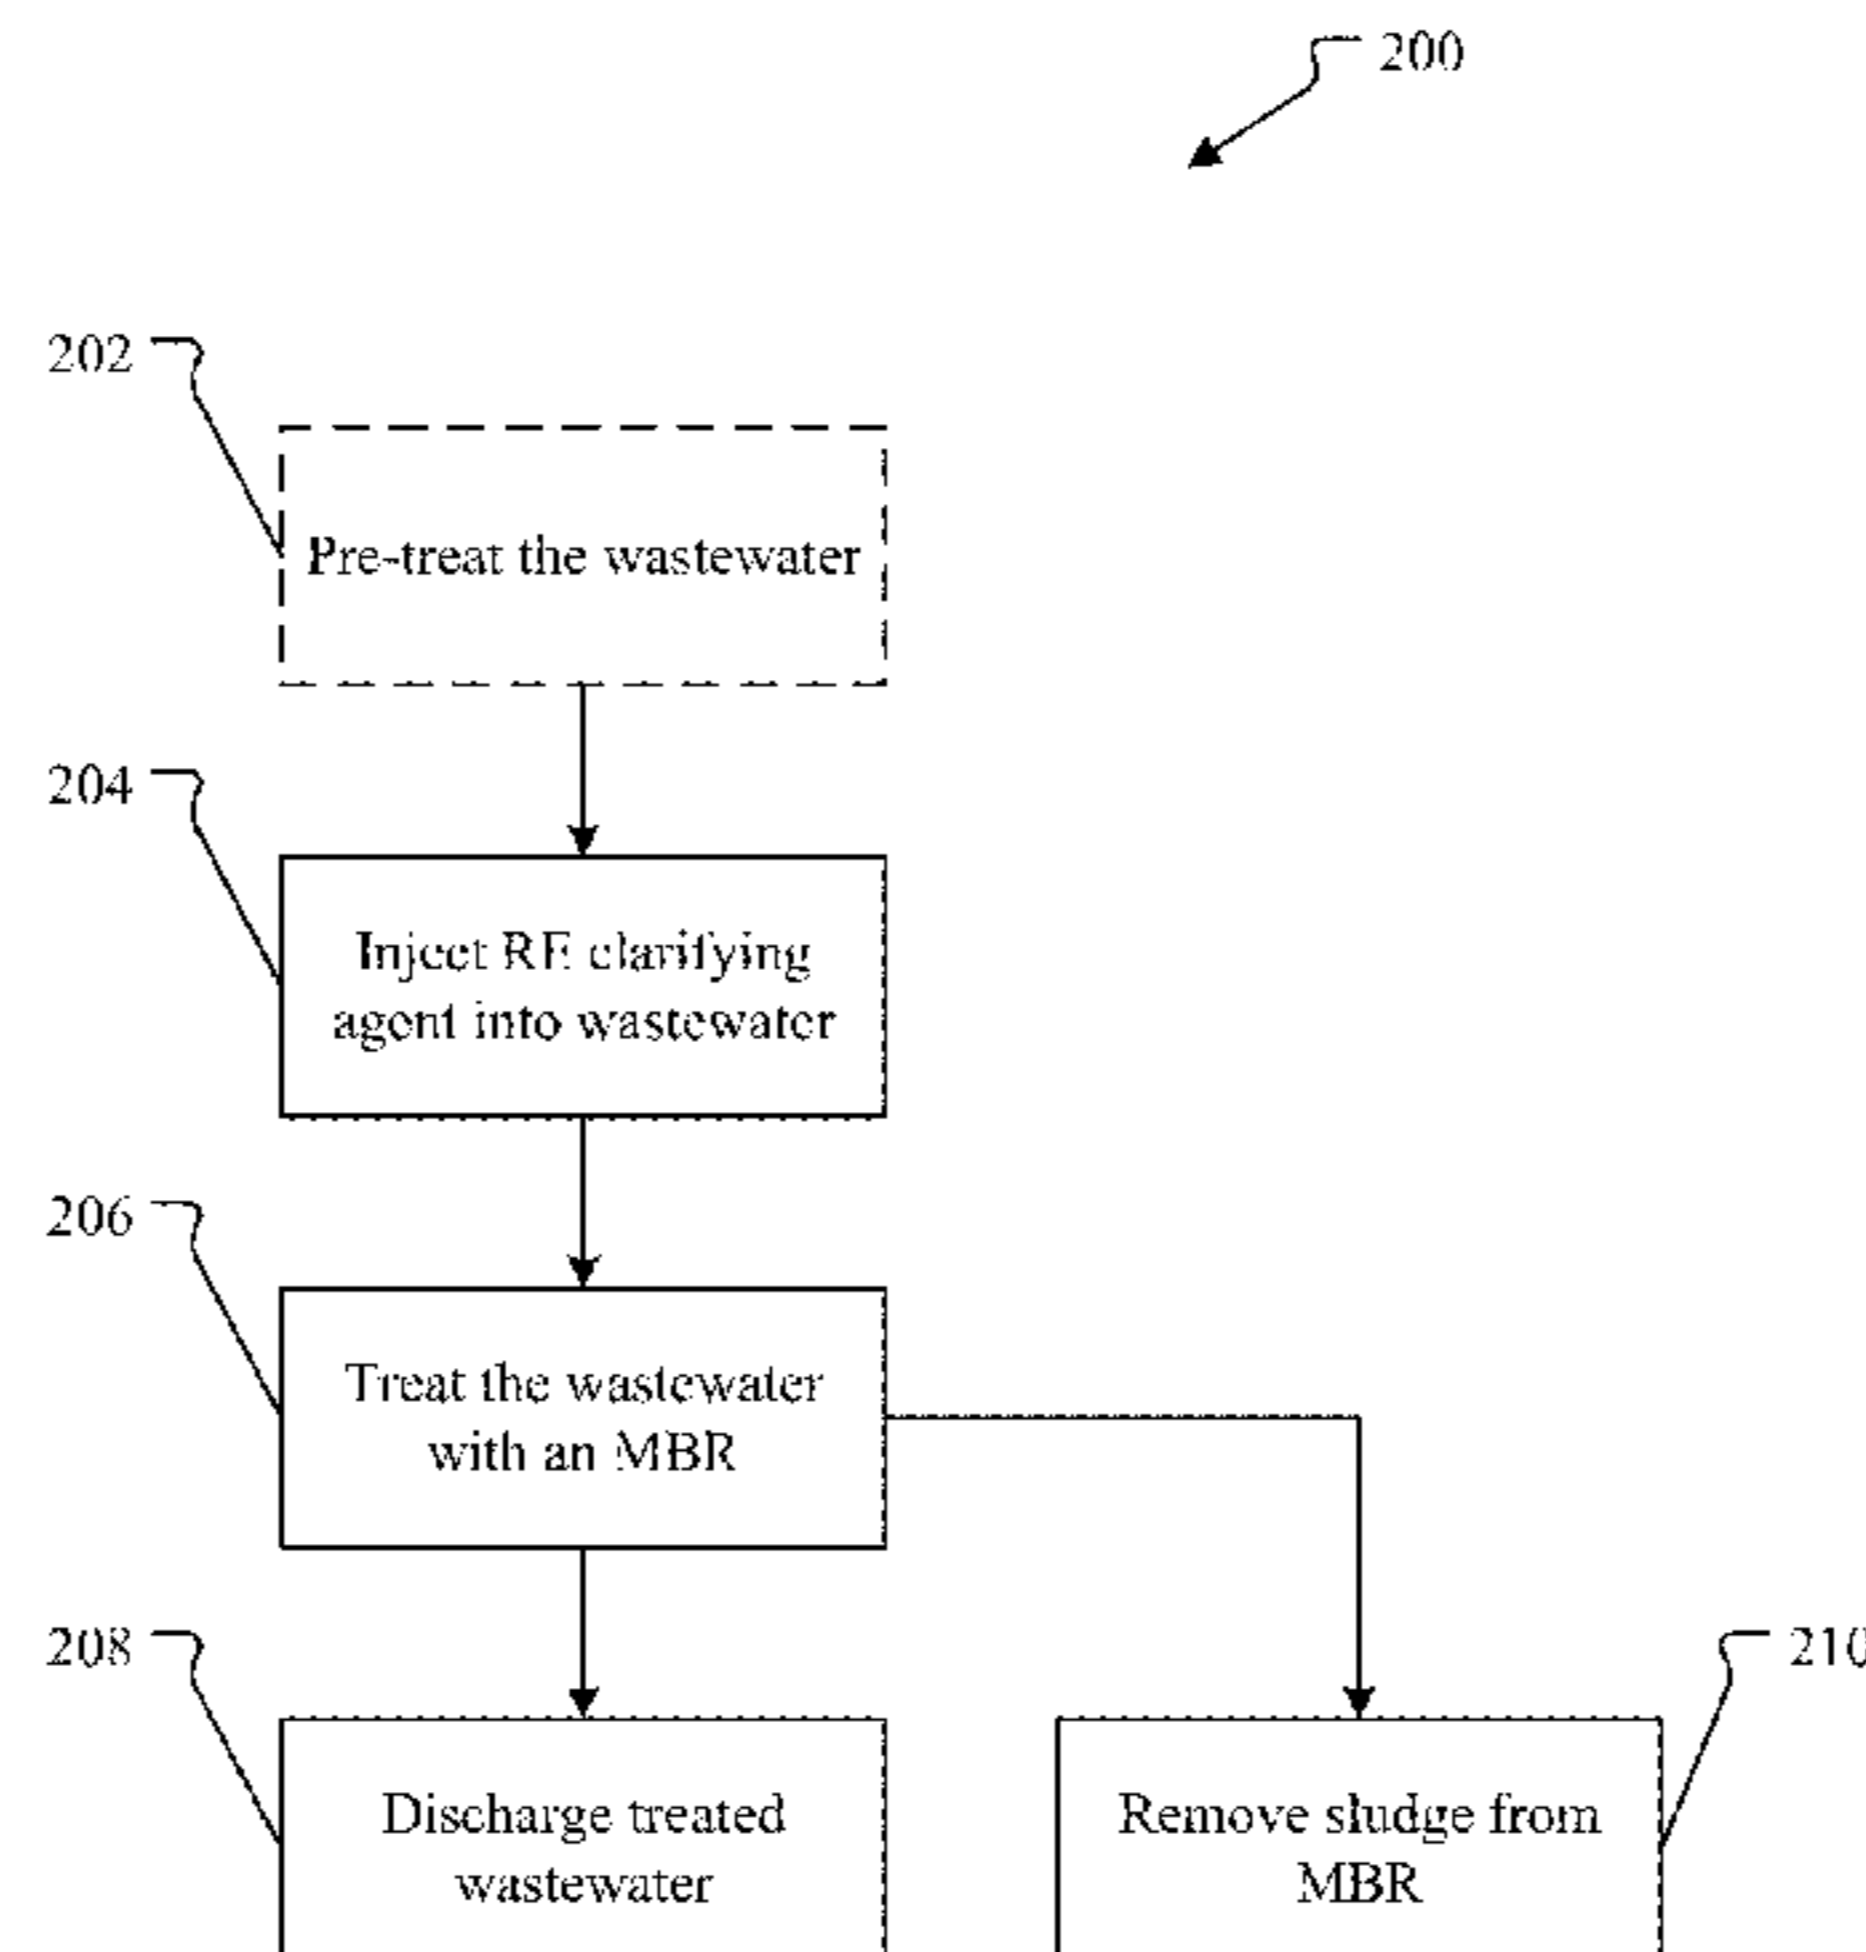 200
202
Pre-treat the wastewater
204
Inject RE clarifying
agent into wastewater
206
Treat the wastewater
with an MBR
208
210
Discharge treated
wastewater
Remove sludge from
MBR